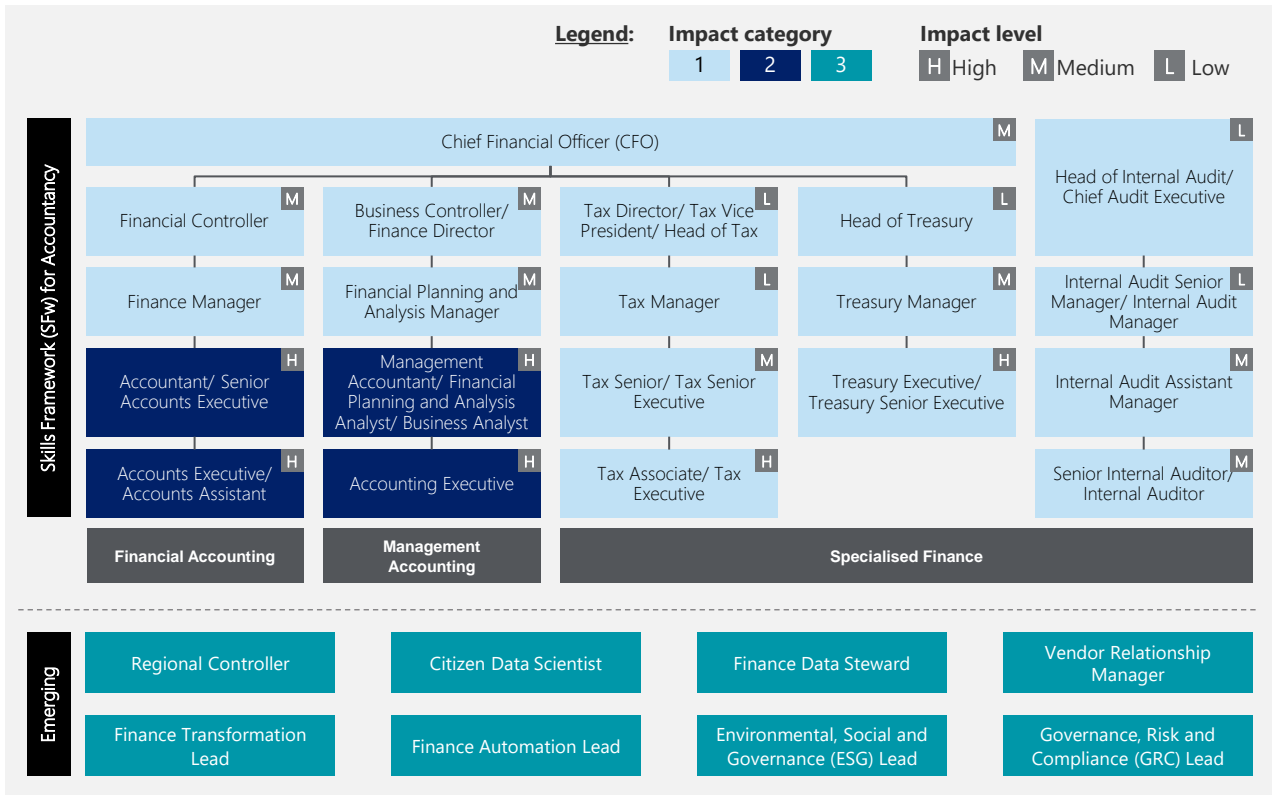 Legend:
Impact category
Impact level
1
2
3
H High
M Medium
L Low
Skills Framework (SFw) for Accountancy
Chief Financial Officer (CFO)
M
Head of Internal Audit/
Chief Audit Executive
L
Financial Controller
M
Business Controller/
Finance Director
M
Tax Director/ Tax Vice
President/ Head of Tax
L
Head of Treasury
L
Finance Manager
M
Financial Planning and
Analysis Manager
M
Tax Manager
L
Treasury Manager
M
Internal Audit Senior
Manager/ Internal Audit
Manager
L
Accountant/ Senior
Accounts Executive
H
Management
Accountant/ Financial
Planning and Analysis
Analyst/ Business Analyst
H
Tax Senior/ Tax Senior
Executive
M
Treasury Executive/
Treasury Senior Executive
H
Internal Audit Assistant
Manager
M
Accounts Executive/
Accounts Assistant
H
Accounting Executive
H
Tax Associate/ Tax
Executive
H
Senior Internal Auditor/
Internal Auditor
M
Financial Accounting
Management
Accounting
Specialised Finance
Emerging
Regional Controller
Citizen Data Scientist
Finance Data Steward
Vendor Relationship
Manager
Finance Transformation
Lead
Finance Automation Lead
Environmental, Social and
Governance (ESG) Lead
Governance, Risk and
Compliance (GRC) Lead